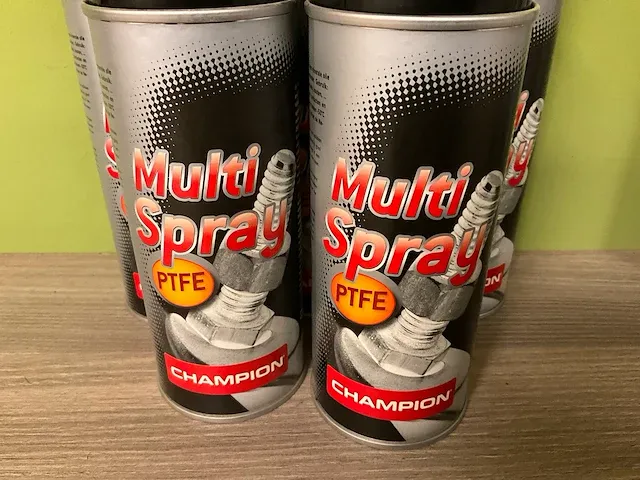 Multi
Spray
PTFE
CHAMPION
Multi
Spray
PTFE
CHAMPION